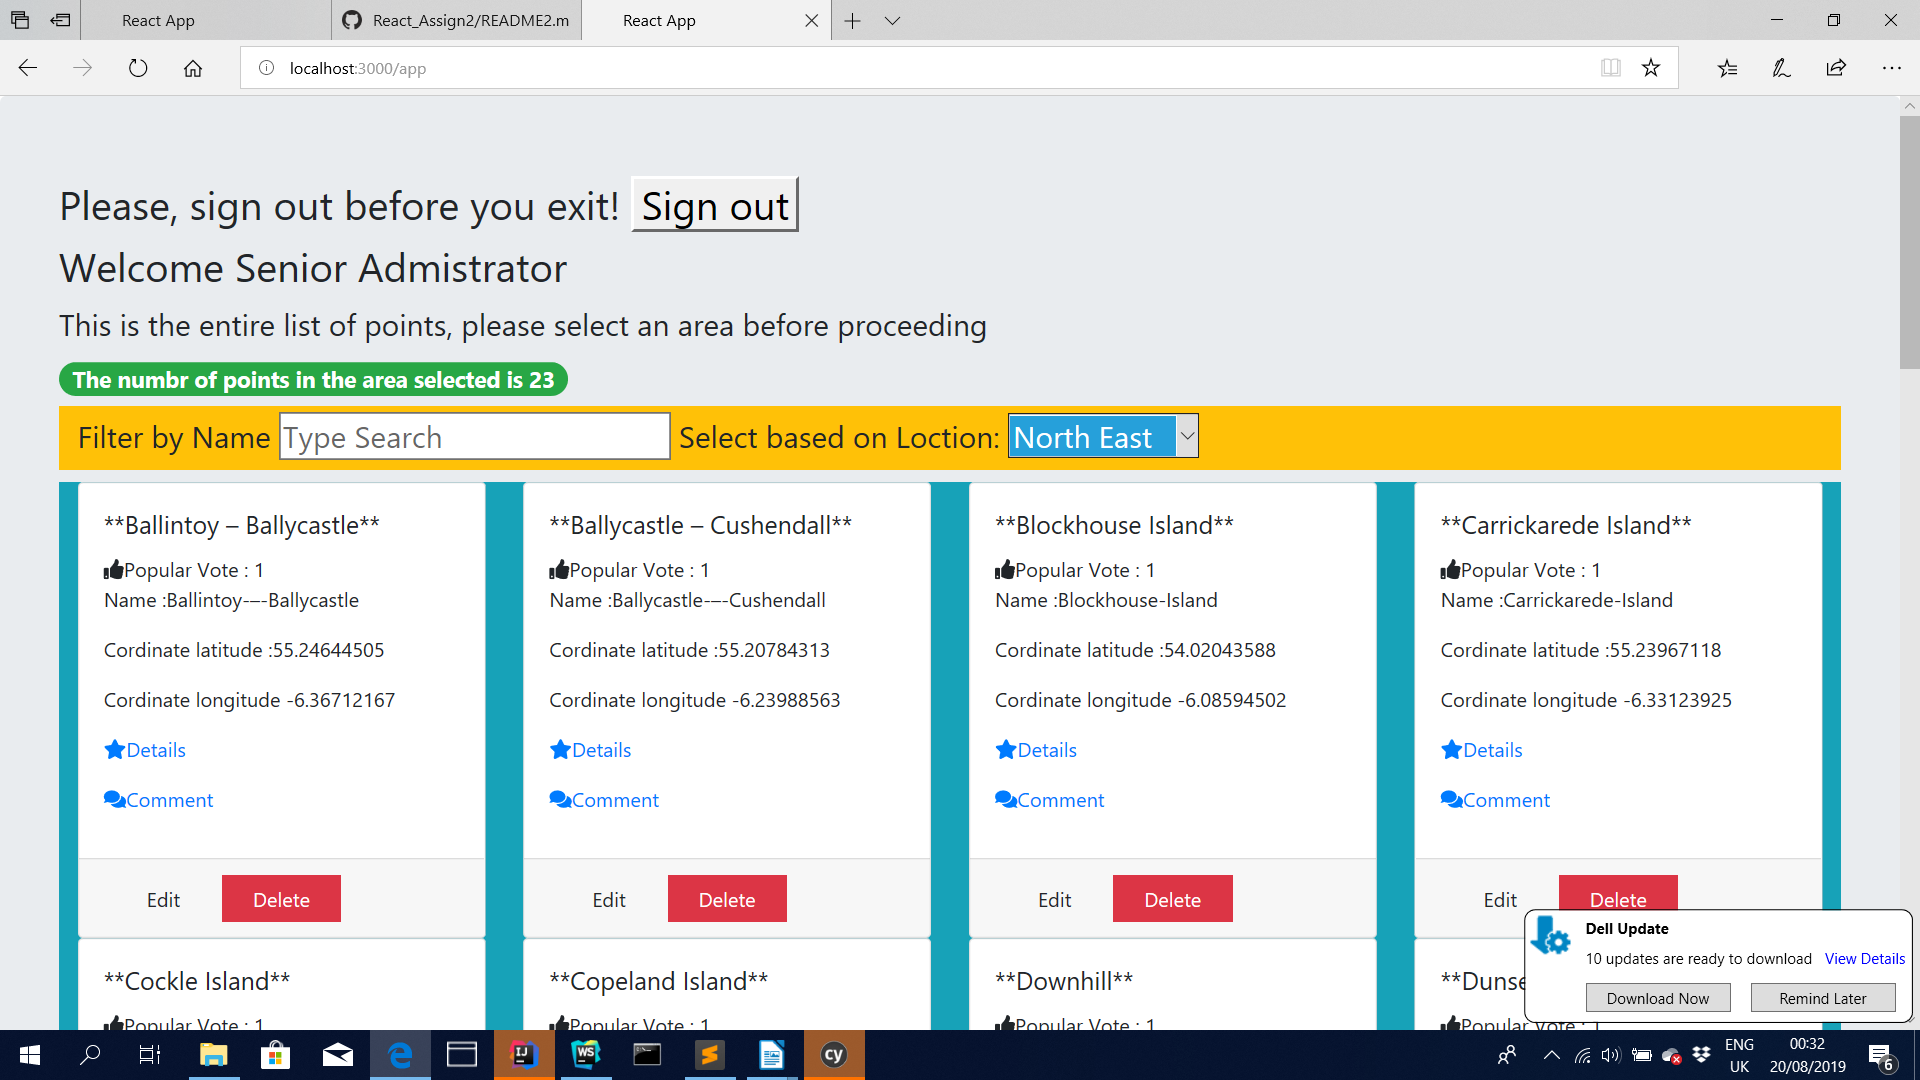 React App
React_Assign2/README2.m
React App
localhost:3000/app
Please, sign out before you exit! Sign out
Welcome Senior Admistrator
This is the entire list of points, please select an area before proceeding
The numbr of points in the area selected is 23
Filter by Name Type Search Select based on Loction: North East
**Ballintoy – Ballycastle**
Popular Vote : 1
Name :Ballintoy-–-Ballycastle
Cordinate latitude :55.24644505
Cordinate longitude -6.36712167
Details
Comment
Edit Delete
**Ballycastle – Cushendall**
Popular Vote : 1
Name :Ballycastle-–-Cushendall
Cordinate latitude :55.20784313
Cordinate longitude -6.23988563
Details
Comment
Edit Delete
**Blockhouse Island**
Popular Vote : 1
Name :Blockhouse-Island
Cordinate latitude :54.02043588
Cordinate longitude -6.08594502
Details
Comment
Edit Delete
**Carrickarede Island**
Popular Vote : 1
Name :Carrickarede-Island
Cordinate latitude :55.23967118
Cordinate longitude -6.33123925
Details
Comment
Edit Delete
**Cockle Island**
Popular Vote : 1
**Copeland Island**
Popular Vote : 1
**Downhill**
Popular Vote : 1
**Dunse
Popular Vote : 1
Dell Update
10 updates are ready to download View Details
Download Now Remind Later
IJ
WS
cy
ENG
UK
00:32
20/08/2019
6